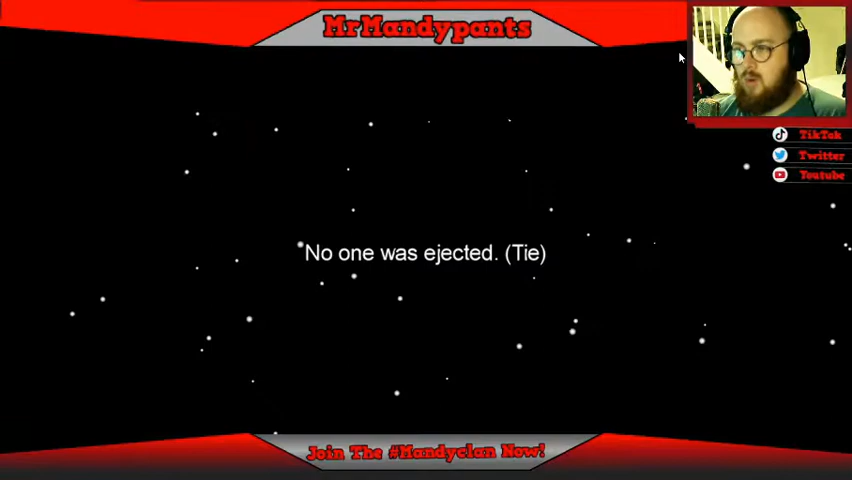 MrMandypants
TikTok
Twitter
Youtube
No one was ejected. (Tie)
Join The #Mandyclan Now!